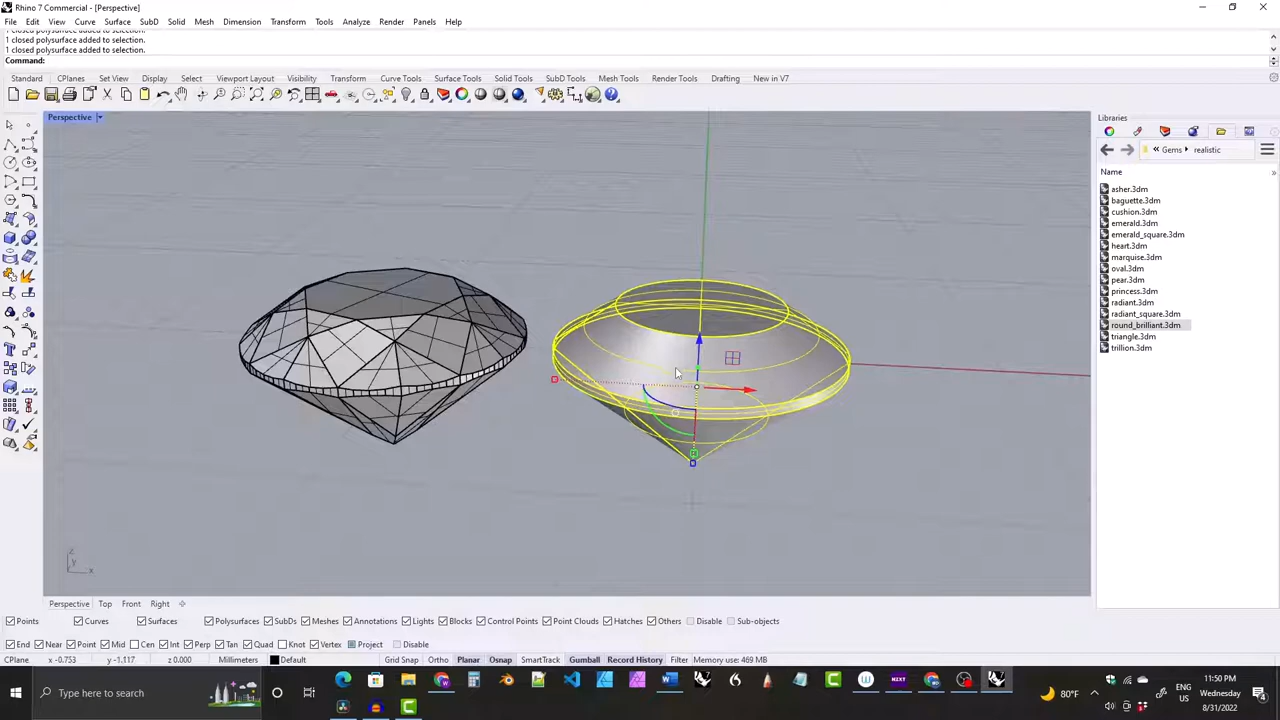 Rhino 7 Commercial - [Perspective]
File Edit View Curve Surface SubD Solid Mesh Dimension Transform Tools Analyze Render Panels Help
1 closed polysurface added to selection.
1 closed polysurface added to selection.
Command:
Standard CPlanes Set View Display Select Viewport Layout Visibility Transform Curve Tools Surface Tools Solid Tools SubD Tools Mesh Tools Render Tools Drafting New in V7
Perspective
Libraries
« Gems realistic
Name
asher.3dm
baguette.3dm
cushion.3dm
emerald.3dm
emerald_square.3dm
heart.3dm
marquise.3dm
oval.3dm
pear.3dm
princess.3dm
radiant.3dm
radiant_square.3dm
round_brilliant.3dm
triangle.3dm
trillion.3dm
z
y
x
Perspective Top Front Right
Points Curves Surfaces Polysurfaces SubDs Meshes Annotations Lights Blocks Control Points Point Clouds Hatches Others Disable Sub-objects
End Near Point Mid Cen Int Perp Tan Quad Knot Vertex Project Disable
CPlane x -0.753 y -1.117 z 0.000 Millimeters Default Grid Snap Ortho Planar Osnap SmartTrack Gumball Record History Filter Memory use: 469 MB
Type here to search
80°F
ENG
US
11:50 PM
Wednesday
8/31/2022